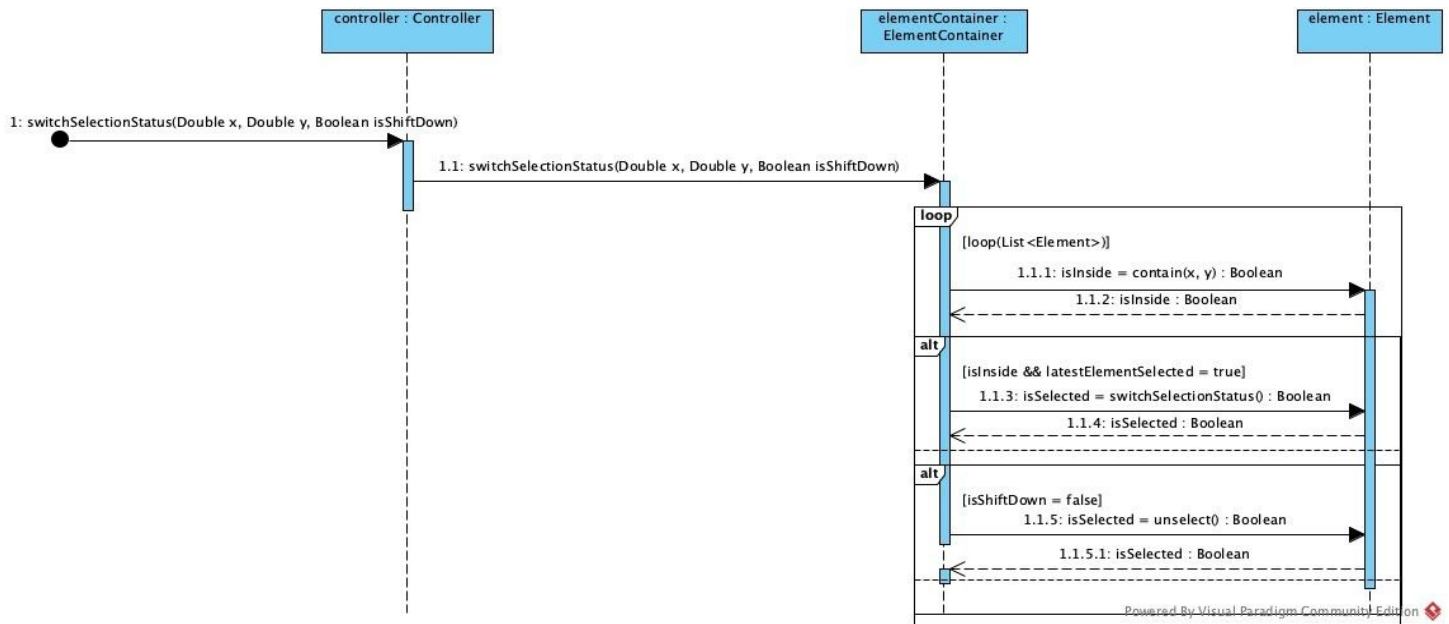 controller : Controller
elementContainer :
ElementContainer
element : Element
1: switchSelectionStatus(Double x, Double y, Boolean isShiftDown)
1.1: switchSelectionStatus(Double x, Double y, Boolean isShiftDown)
loop
[loop(List<Element>)]
1.1.1: isInside = contain(x, y) : Boolean
1.1.2: isInside : Boolean
alt
[isInside && latestElementSelected = true]
1.1.3: isSelected = switchSelectionStatus() : Boolean
1.1.4: isSelected : Boolean
alt
[isShiftDown = false]
1.1.5: isSelected = unselect() : Boolean
1.1.5.1: isSelected : Boolean
Powered By Visual Paradigm Community Edition